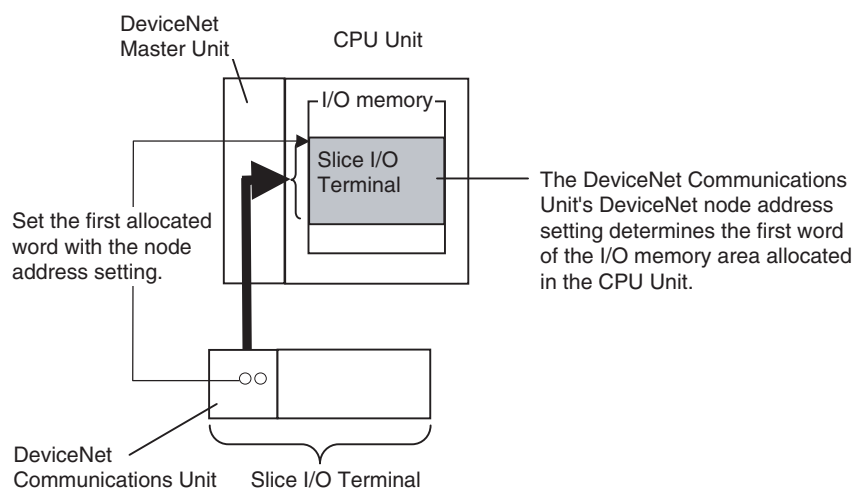 DeviceNet
Master Unit
CPU Unit
I/O memory
Slice I/O
Terminal
Set the first allocated
word with the node
address setting.
The DeviceNet Communications
Unit's DeviceNet node address
setting determines the first word
of the I/O memory area allocated
in the CPU Unit.
DeviceNet
Communications Unit
Slice I/O Terminal